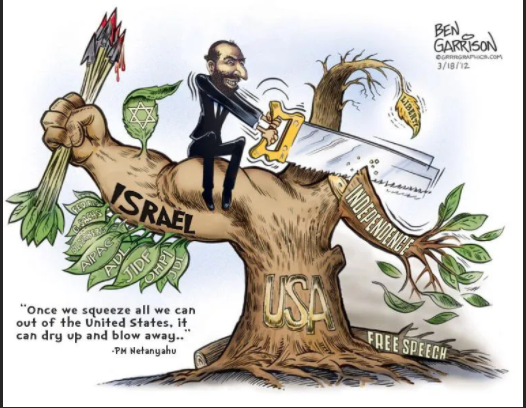 BEN
GARRISON
©GRRRGRAPHICS.COM
3/18/12
LIBERTY
ISRAEL
INDEPENDENCE
AIPAC
ADL
JIDF
USA
FREE SPEECH
"Once we squeeze all we can
out of the United States, it
can dry up and blow away.."
-PM Netanyahu